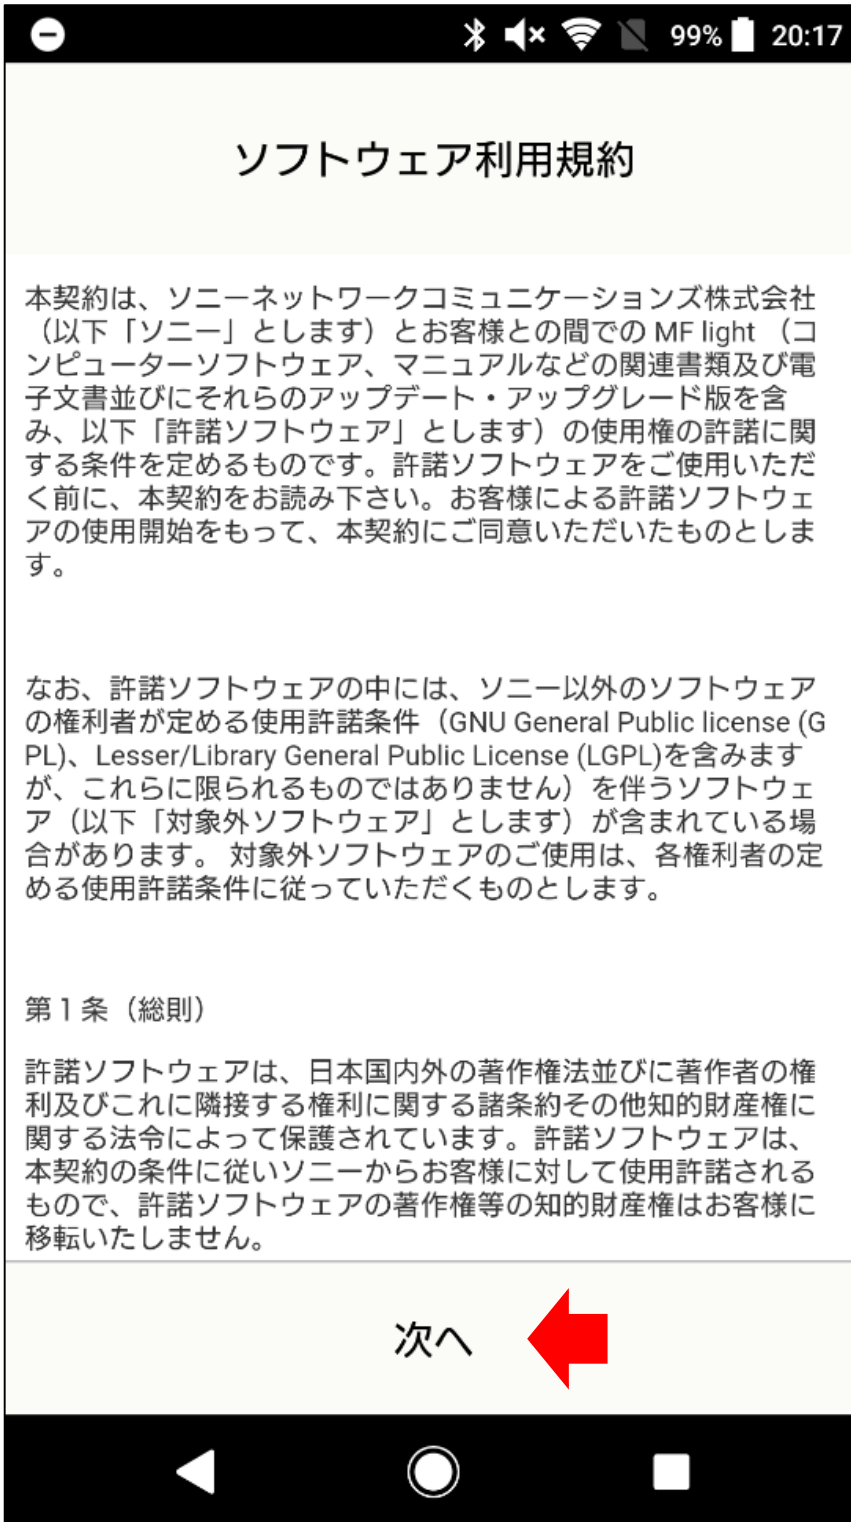 99% 20:17
ソフトウェア利用規約
本契約は、ソニーネットワークコミュニケーションズ株式会社
（以下「ソニー」とします）とお客様との間での MF light （コ
ンピューターソフトウェア、マニュアルなどの関連書類及び電
子文書並びにそれらのアップデート・アップグレード版を含
み、以下「許諾ソフトウェア」とします）の使用権の許諾に関
する条件を定めるものです。許諾ソフトウェアをご使用いただ
く前に、本契約をお読み下さい。お客様による許諾ソフトウェ
アの使用開始をもって、本契約にご同意いただいたものとしま
す。
なお、許諾ソフトウェアの中には、ソニー以外のソフトウェア
の権利者が定める使用許諾条件（GNU General Public license (G
PL)、Lesser/Library General Public License (LGPL)を含みます
が、これらに限られるものではありません）を伴うソフトウェ
ア（以下「対象外ソフトウェア」とします）が含まれている場
合があります。 対象外ソフトウェアのご使用は、各権利者の定
める使用許諾条件に従っていただくものとします。
第１条（総則）
許諾ソフトウェアは、日本国内外の著作権法並びに著作者の権
利及びこれに隣接する権利に関する諸条約その他知的財産権に
関する法令によって保護されています。許諾ソフトウェアは、
本契約の条件に従いソニーからお客様に対して使用許諾される
もので、許諾ソフトウェアの著作権等の知的財産権はお客様に
移転いたしません。
次へ